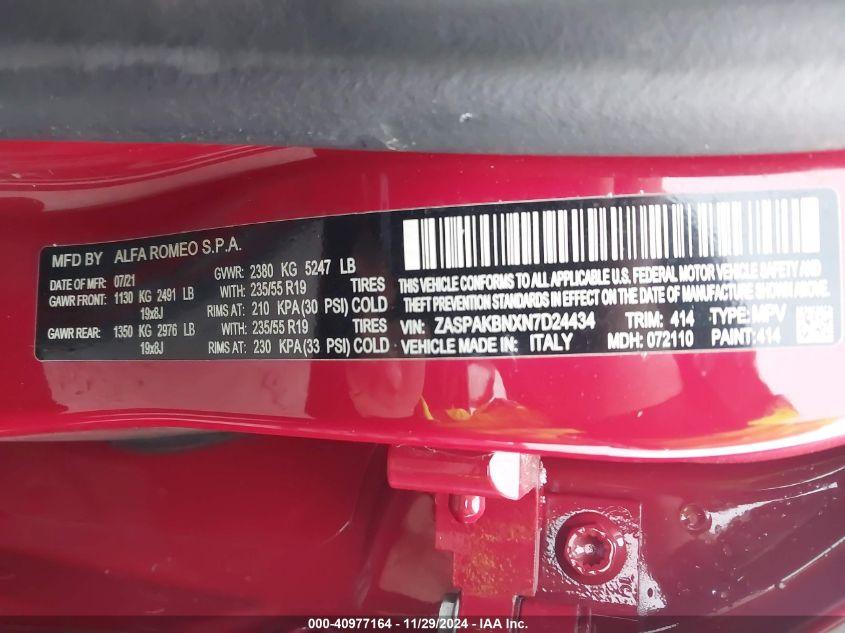 MFD BY ALFA ROMEO S.P.A.
DATE OF MFR: 07/21 GVWR: 2380 KG 5247 LB
GAWR FRONT: 1130 KG 2491 LB WITH: 235/55 R19 TIRES
19x8J RIMS AT: 210 KPA (30 PSI) COLD
GAWR REAR: 1350 KG 2976 LB WITH: 235/55 R19 TIRES
19x8J RIMS AT: 230 KPA (33 PSI) COLD
THIS VEHICLE CONFORMS TO ALL APPLICABLE U.S. FEDERAL MOTOR VEHICLE SAFETY, BUMPER AND
THEFT PREVENTION STANDARDS IN EFFECT ON THE DATE OF MANUFACTURE SHOWN ABOVE.
VIN: ZASPAKBNXN7D24434 TRIM: 414 TYPE: MPV
VEHICLE MADE IN: ITALY MDH: 072110 PAINT: 414
000-40977164 - 11/29/2024 - IAA Inc.